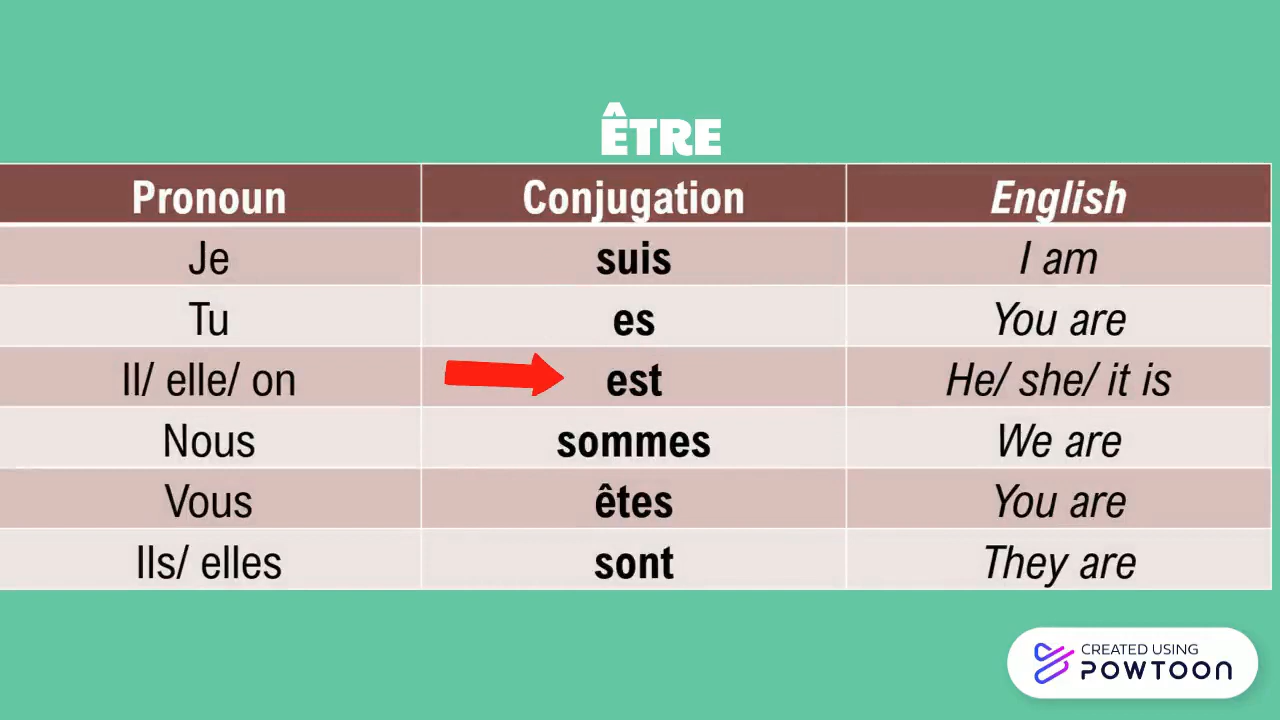 ÊTRE
Pronoun Conjugation English
Je suis I am
Tu es You are
Il/ elle/ on est He/ she/ it is
Nous sommes We are
Vous êtes You are
Ils/ elles sont They are
CREATED USING
POWTOON